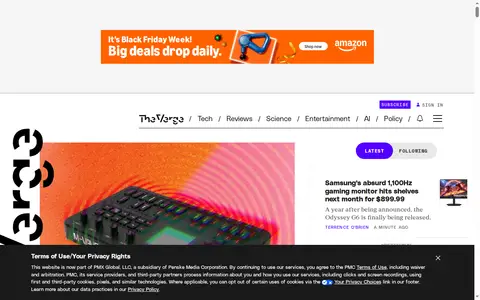 It's Black Friday Week!
Big deals drop daily.
Shop now
amazon
SUBSCRIBE
SIGN IN
The Verge / Tech / Reviews / Science / Entertainment / AI / Policy /
LATEST
FOLLOWING
Samsung's absurd 1,100Hz
gaming monitor hits shelves
next month for $899.99
A year after being announced, the
Odyssey G6 is finally being released.
TERRENCE O'BRIEN
A MINUTE AGO
Terms of Use/Your Privacy Rights
This website is now part of PMX Global, LLC, a subsidiary of Penske Media Corporation. By continuing to use our services, you agree to the PMC Terms of Use, including waiver
and arbitration. PMC, its service providers, and third-party partners process information about you and how you use our services, including clicks and screen recordings, using
first and third-party cookies, pixels, and similar technologies. Where applicable, you can opt out of certain uses of cookies via the Your Privacy Choices link in our footer.
Learn more about our data practices in our Privacy Policy.